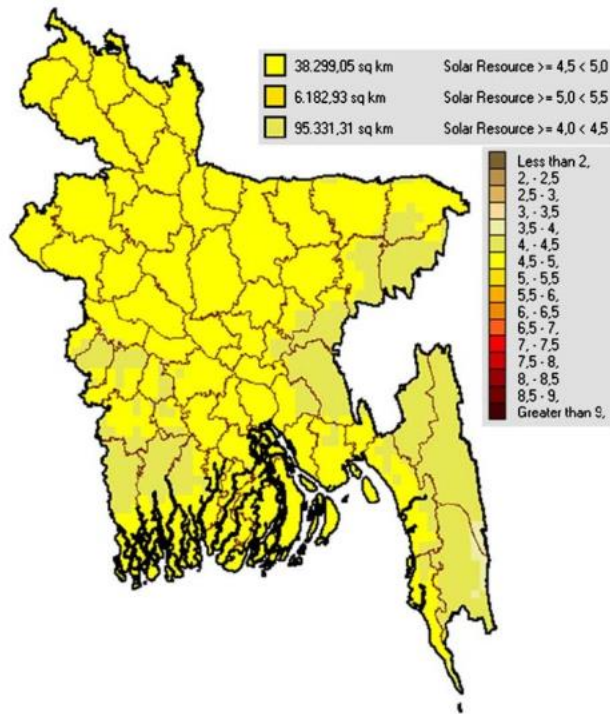 38.299,05 sq km Solar Resource >= 4,5 < 5,0
6.182,93 sq km Solar Resource >= 5,0 < 5,5
95.331,31 sq km Solar Resource >= 4,0 < 4,5
Less than 2,
2, - 2,5
2,5 - 3,
3, - 3,5
3,5 - 4,
4, - 4,5
4,5 - 5,
5, - 5,5
5,5 - 6,
6, - 6,5
6,5 - 7,
7, - 7,5
7,5 - 8,
8, - 8,5
8,5 - 9,
Greater than 9,